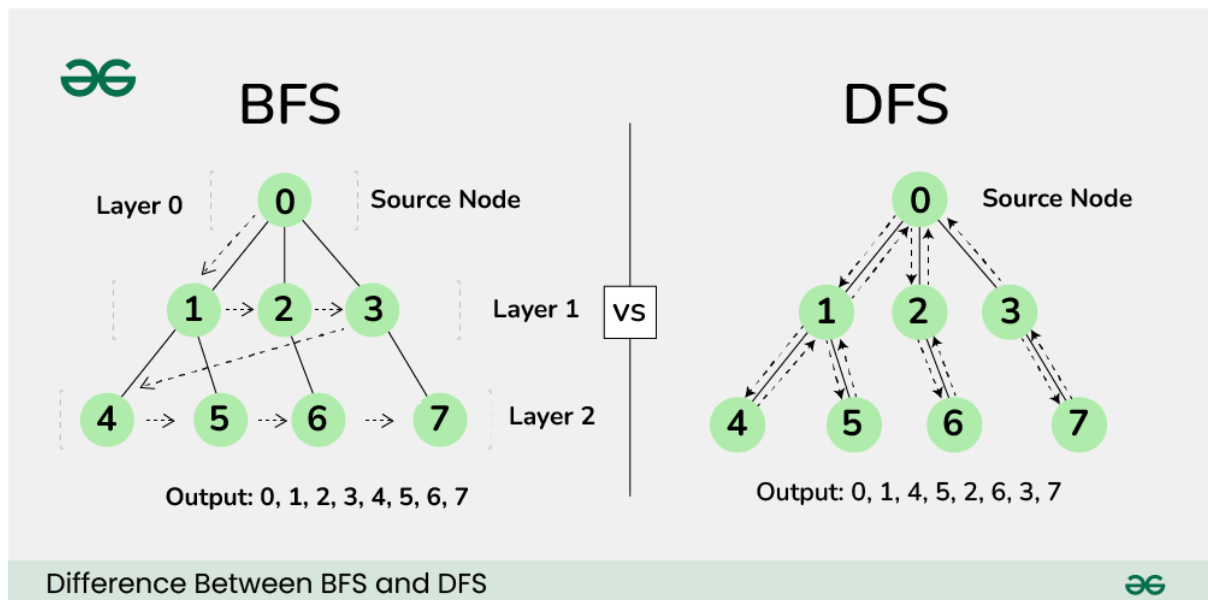 BFS
Layer 0
0
Source Node
1
2
3
Layer 1
4
5
6
7
Layer 2
Output: 0, 1, 2, 3, 4, 5, 6, 7
VS
DFS
0
Source Node
1
2
3
4
5
6
7
Output: 0, 1, 4, 5, 2, 6, 3, 7
Difference Between BFS and DFS